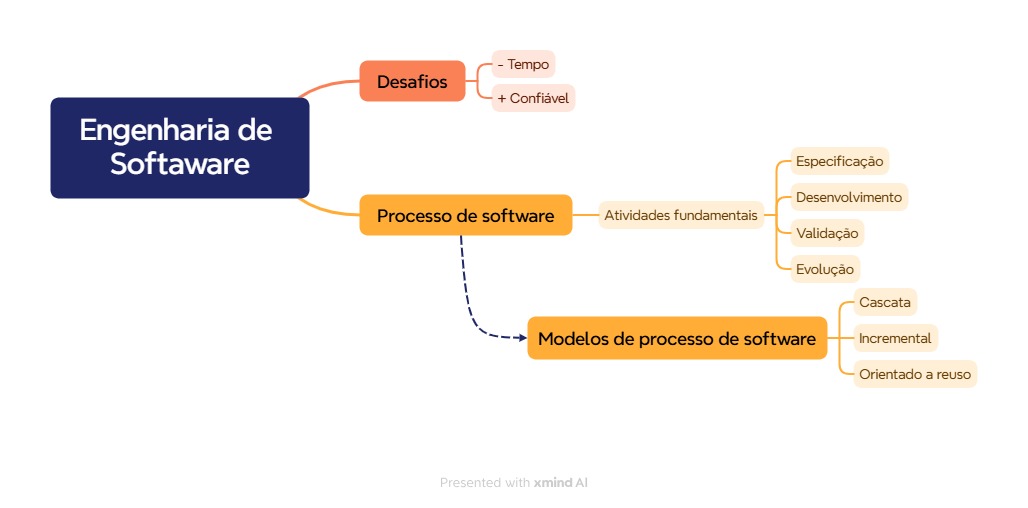 Engenharia de
Softaware
Desafios
- Tempo
+ Confiável
Processo de software
Atividades fundamentais
Especificação
Desenvolvimento
Validação
Evolução
Modelos de processo de software
Cascata
Incremental
Orientado a reuso
Presented with xmind AI